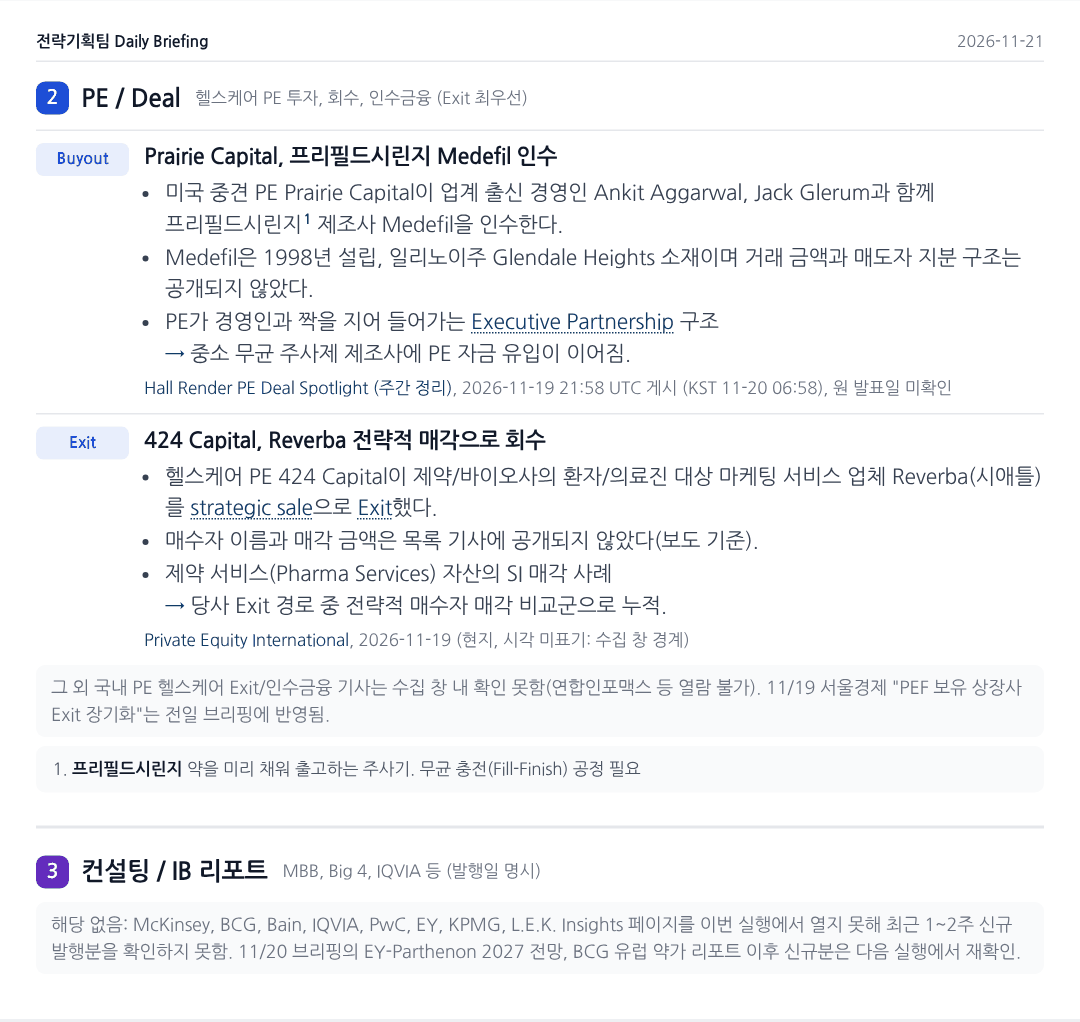 전략기획팀 Daily Briefing
2026-11-21
2 PE / Deal 헬스케어 PE 투자, 회수, 인수금융 (Exit 최우선)
Buyout
Prairie Capital, 프리필드시린지 Medefil 인수
• 미국 중견 PE Prairie Capital이 업계 출신 경영인 Ankit Aggarwal, Jack Glerum과 함께
프리필드시린지¹ 제조사 Medefil을 인수한다.
• Medefil은 1998년 설립, 일리노이주 Glendale Heights 소재이며 거래 금액과 매도자 지분 구조는
공개되지 않았다.
• PE가 경영인과 짝을 지어 들어가는 Executive Partnership 구조
→ 중소 무균 주사제 제조사에 PE 자금 유입이 이어짐.
Hall Render PE Deal Spotlight (주간 정리), 2026-11-19 21:58 UTC 게시 (KST 11-20 06:58), 원 발표일 미확인
Exit
424 Capital, Reverba 전략적 매각으로 회수
• 헬스케어 PE 424 Capital이 제약/바이오사의 환자/의료진 대상 마케팅 서비스 업체 Reverba(시애틀)
를 strategic sale으로 Exit했다.
• 매수자 이름과 매각 금액은 목록 기사에 공개되지 않았다(보도 기준).
• 제약 서비스(Pharma Services) 자산의 SI 매각 사례
→ 당사 Exit 경로 중 전략적 매수자 매각 비교군으로 누적.
Private Equity International, 2026-11-19 (현지, 시각 미표기: 수집 창 경계)
그 외 국내 PE 헬스케어 Exit/인수금융 기사는 수집 창 내 확인 못함(연합인포맥스 등 열람 불가). 11/19 서울경제 "PEF 보유 상장사
Exit 장기화"는 전일 브리핑에 반영됨.
1. 프리필드시린지 약을 미리 채워 출고하는 주사기. 무균 충전(Fill-Finish) 공정 필요
3 컨설팅 / IB 리포트 MBB, Big 4, IQVIA 등 (발행일 명시)
해당 없음: McKinsey, BCG, Bain, IQVIA, PwC, EY, KPMG, L.E.K. Insights 페이지를 이번 실행에서 열지 못해 최근 1~2주 신규
발행분을 확인하지 못함. 11/20 브리핑의 EY-Parthenon 2027 전망, BCG 유럽 약가 리포트 이후 신규분은 다음 실행에서 재확인.